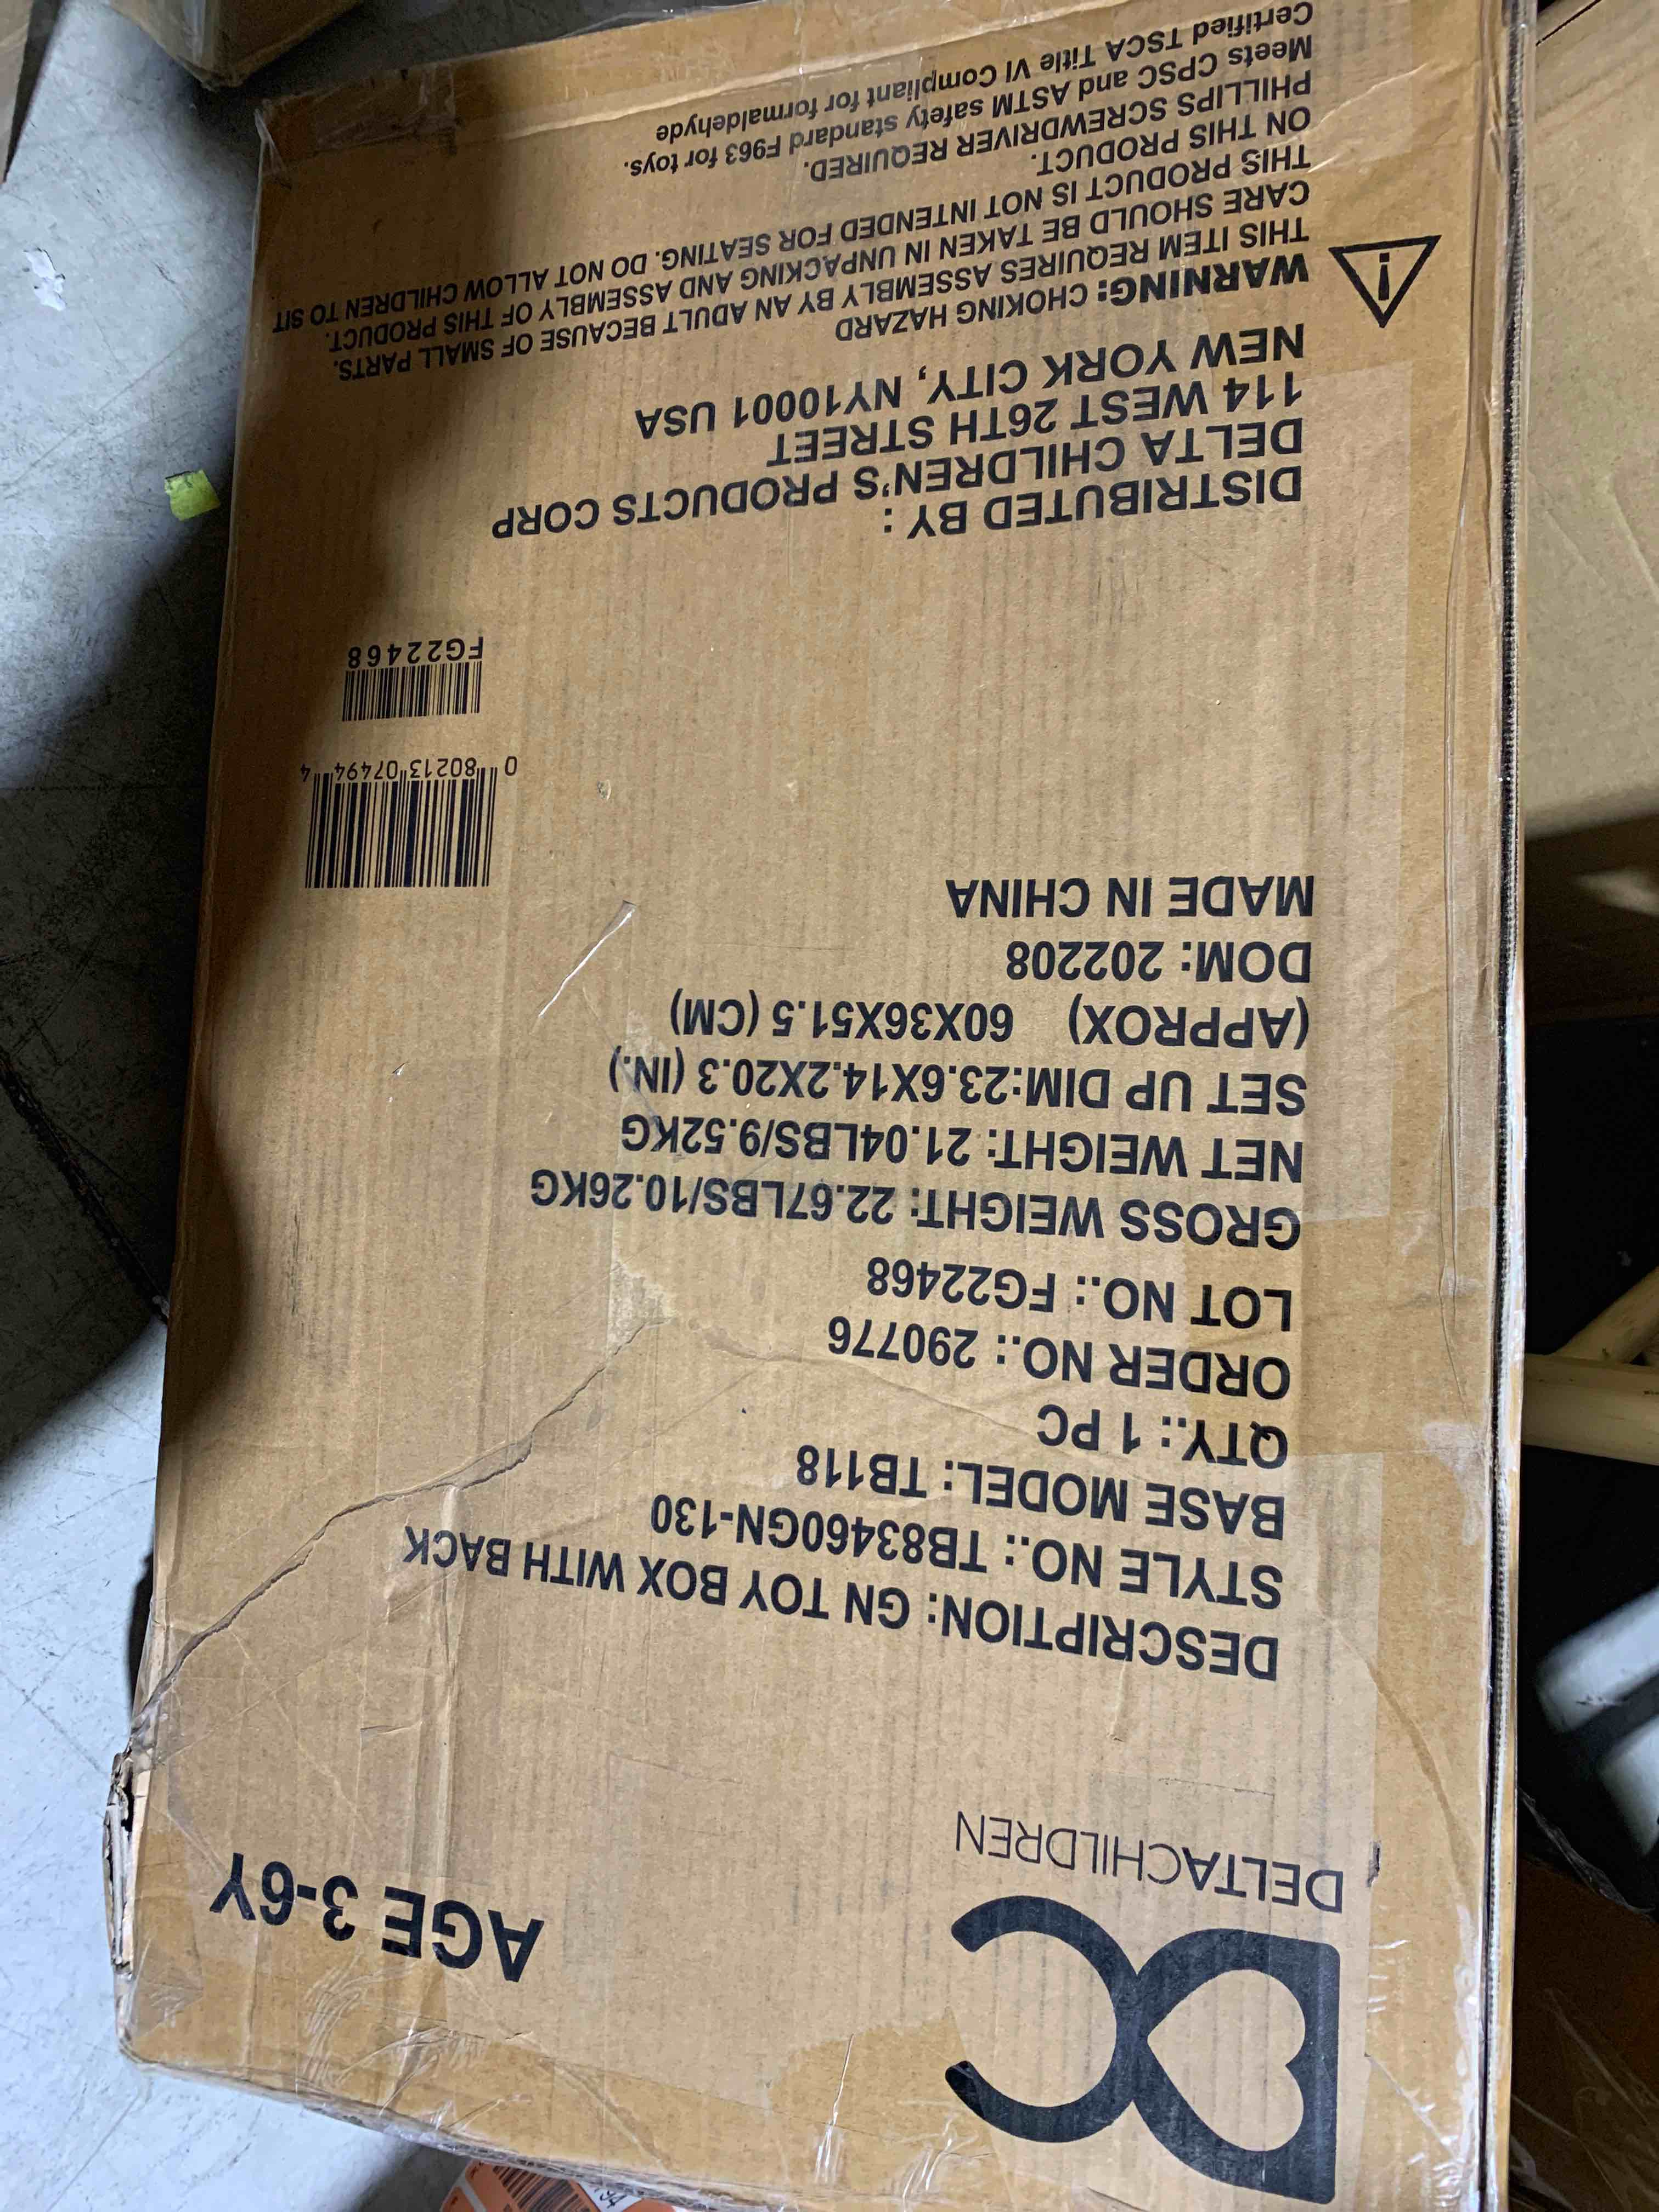 DC
DELTACHILDREN
AGE 3-6Y
DESCRIPTION: GN TOY BOX WITH BACK
STYLE NO.: TB83460GN-130
BASE MODEL: TB118
QTY.: 1 PC
ORDER NO.: 290776
LOT NO.: FG22468
GROSS WEIGHT: 22.67LBS/10.26KG
NET WEIGHT: 21.04LBS/9.52KG
SET UP DIM:23.6X14.2X20.3 (IN.)
(APPROX) 60X36X51.5 (CM)
DOM: 202208
MADE IN CHINA
0 80213 07494 4
FG22468
DISTRIBUTED BY :
DELTA CHILDREN'S PRODUCTS CORP
114 WEST 26TH STREET
NEW YORK CITY, NY10001 USA
WARNING: CHOKING HAZARD
THIS ITEM REQUIRES ASSEMBLY BY AN ADULT BECAUSE OF SMALL PARTS.
CARE SHOULD BE TAKEN IN UNPACKING AND ASSEMBLY OF THIS PRODUCT.
THIS PRODUCT IS NOT INTENDED FOR SEATING. DO NOT ALLOW CHILDREN TO SIT
ON THIS PRODUCT.
PHILLIPS SCREWDRIVER REQUIRED.
Meets CPSC and ASTM safety standard F963 for toys.
Certified TSCA Title VI Compliant for formaldehyde